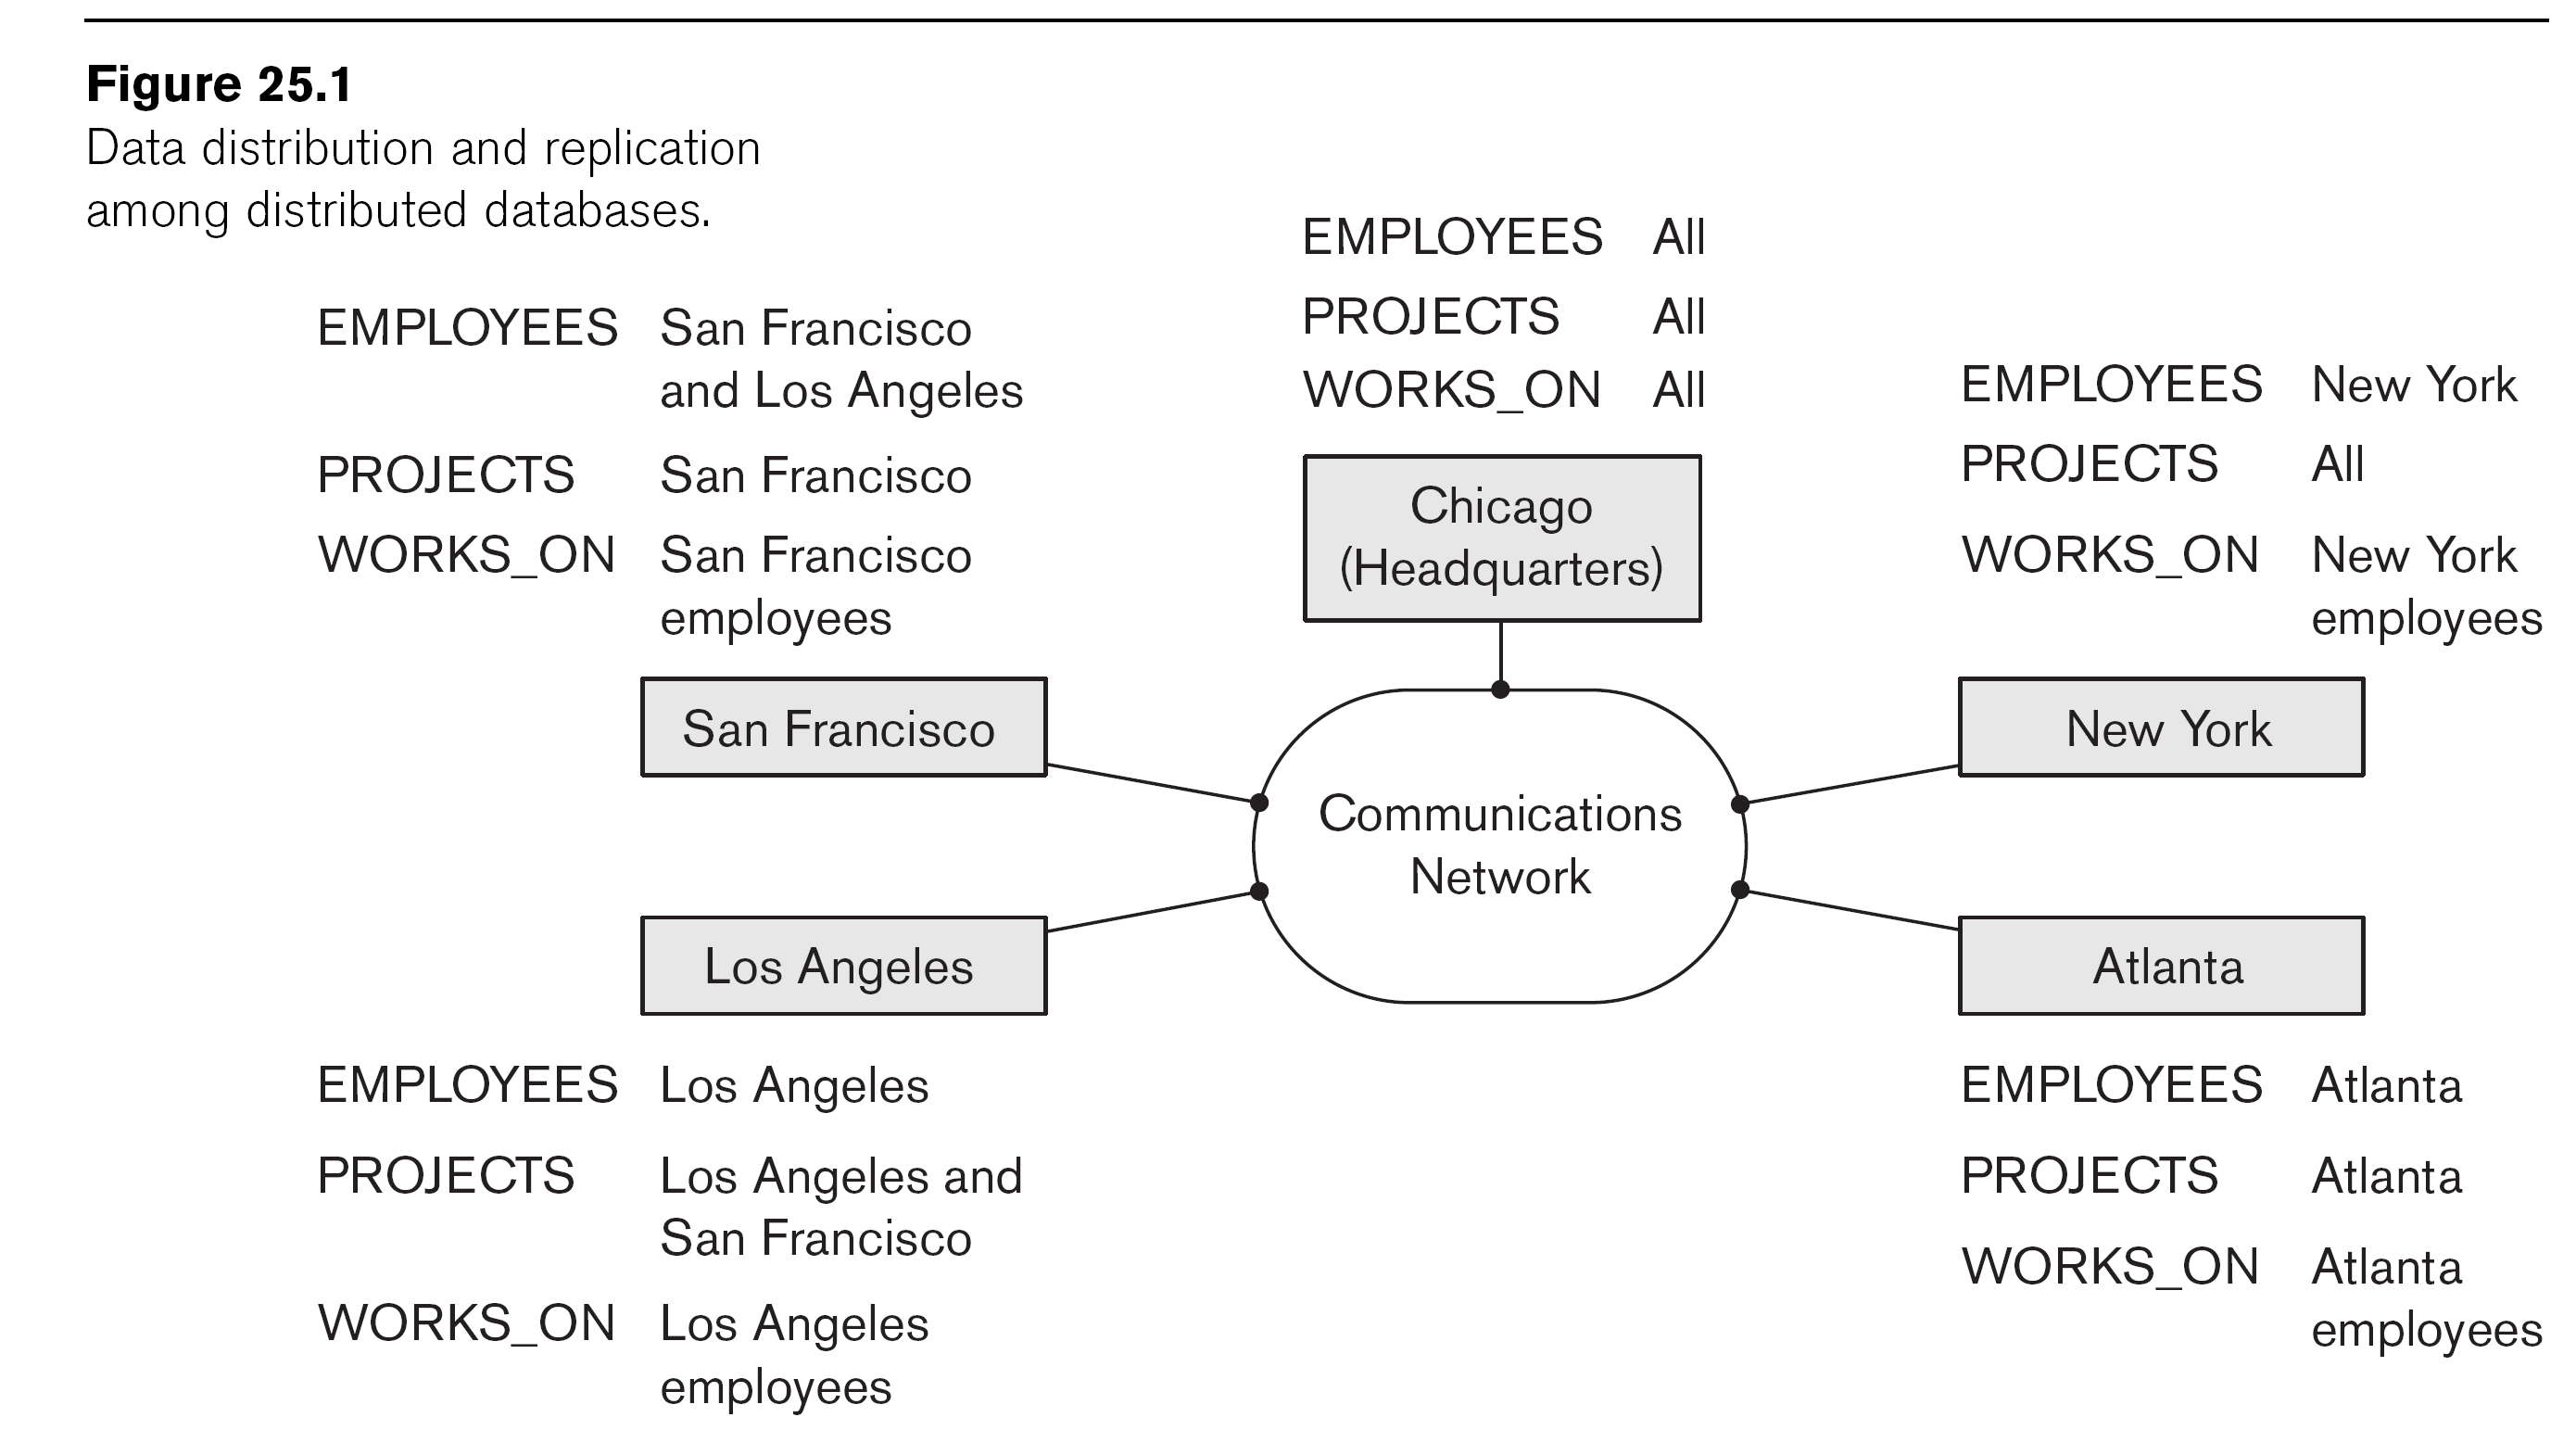 Figure 25.1
Data distribution and replication
among distributed databases.
EMPLOYEES All
PROJECTS All
WORKS_ON All
Chicago
(Headquarters)
EMPLOYEES San Francisco
and Los Angeles
PROJECTS San Francisco
WORKS_ON San Francisco
employees
San Francisco
EMPLOYEES New York
PROJECTS All
WORKS_ON New York
employees
New York
Communications
Network
Los Angeles
EMPLOYEES Los Angeles
PROJECTS Los Angeles and
San Francisco
WORKS_ON Los Angeles
employees
Atlanta
EMPLOYEES Atlanta
PROJECTS Atlanta
WORKS_ON Atlanta
employees